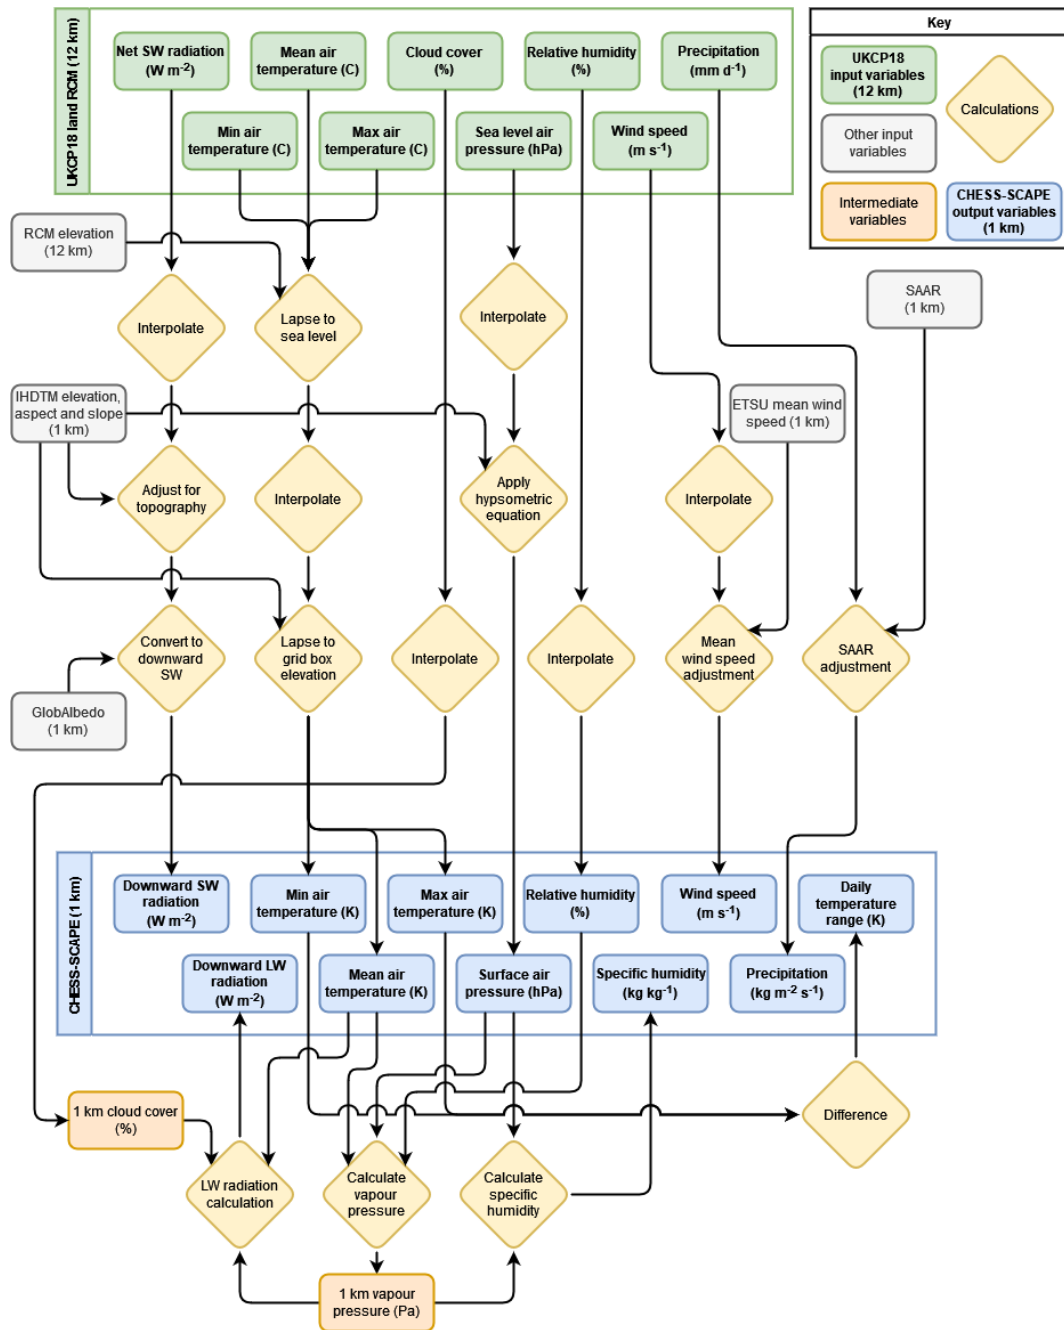 UKCP18 land RCM (12 km)
Net SW radiation
(W m-2)
Mean air
temperature (C)
Cloud cover
(%)
Relative humidity
(%)
Precipitation
(mm d-1)
Min air
temperature (C)
Max air
temperature (C)
Sea level air
pressure (hPa)
Wind speed
(m s-1)
Key
UKCP18
input variables
(12 km)
Calculations
Other input
variables
Intermediate
variables
CHESS-SCAPE
output variables
(1 km)
RCM elevation
(12 km)
SAAR
(1 km)
Interpolate
Lapse to
sea level
Interpolate
IHDTM elevation,
aspect and slope
(1 km)
ETSU mean wind
speed (1 km)
Adjust for
topography
Interpolate
Apply
hypsometric
equation
Interpolate
Convert to
downward
SW
Lapse to
grid box
elevation
Interpolate
Interpolate
Mean
wind speed
adjustment
SAAR
adjustment
GlobAlbedo
(1 km)
CHESS-SCAPE (1 km)
Downward SW
radiation
(W m-2)
Min air
temperature (K)
Max air
temperature (K)
Relative humidity
(%)
Wind speed
(m s-1)
Daily
temperature
range (K)
Downward LW
radiation
(W m-2)
Mean air
temperature (K)
Surface air
pressure (hPa)
Specific humidity
(kg kg-1)
Precipitation
(kg m-2 s-1)
1 km cloud cover
(%)
Difference
LW radiation
calculation
Calculate
vapour
pressure
Calculate
specific
humidity
1 km vapour
pressure (Pa)